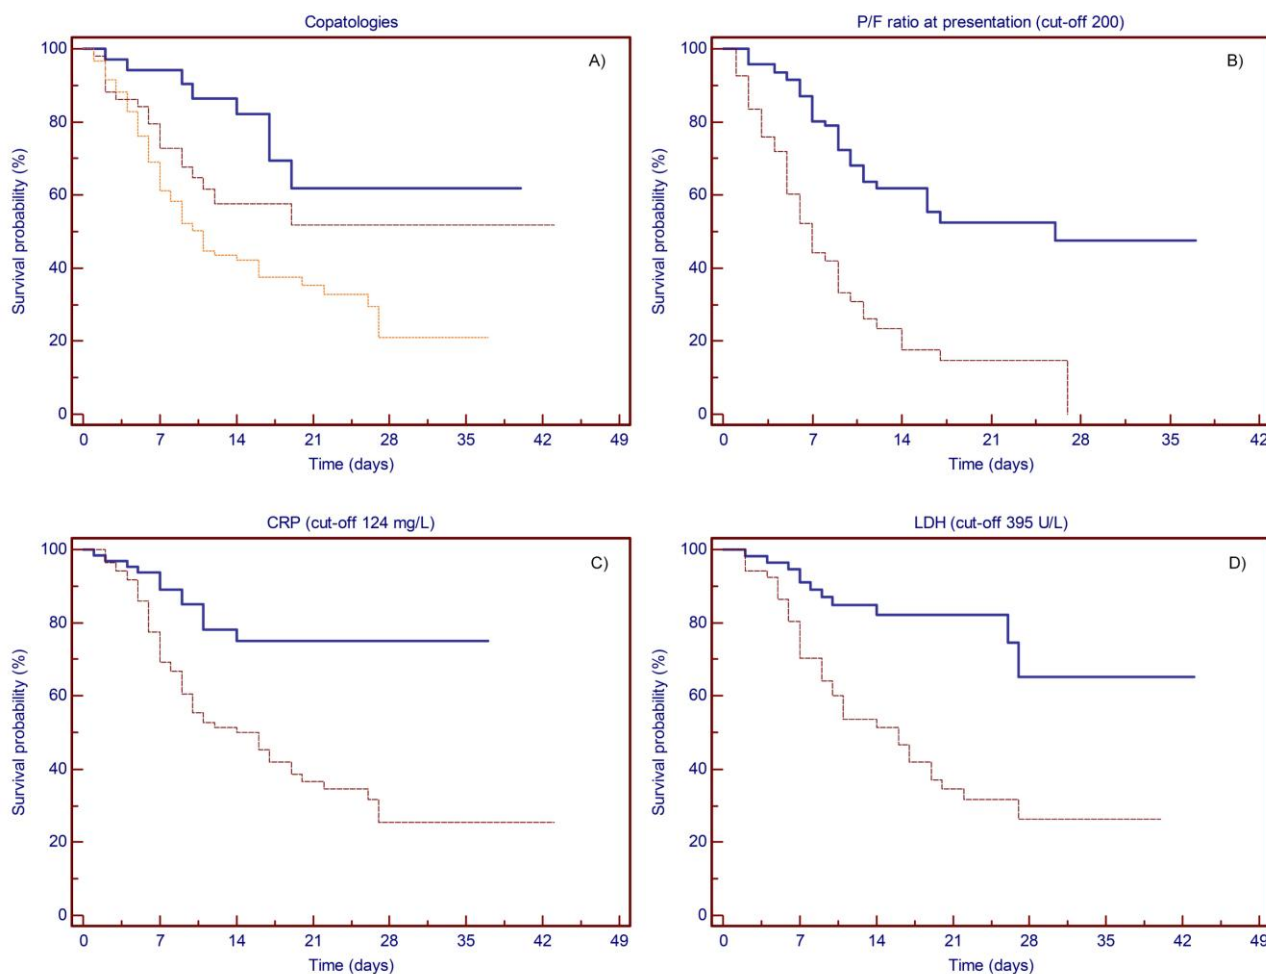 Copatologies
A)
100
80
60
40
20
0
Survival probability (%)
0 7 14 21 28 35 42 49
Time (days)
P/F ratio at presentation (cut-off 200)
B)
100
80
60
40
20
0
Survival probability (%)
0 7 14 21 28 35 42
Time (days)
CRP (cut-off 124 mg/L)
C)
100
80
60
40
20
0
Survival probability (%)
0 7 14 21 28 35 42 49
Time (days)
LDH (cut-off 395 U/L)
D)
100
80
60
40
20
0
Survival probability (%)
0 7 14 21 28 35 42 49
Time (days)